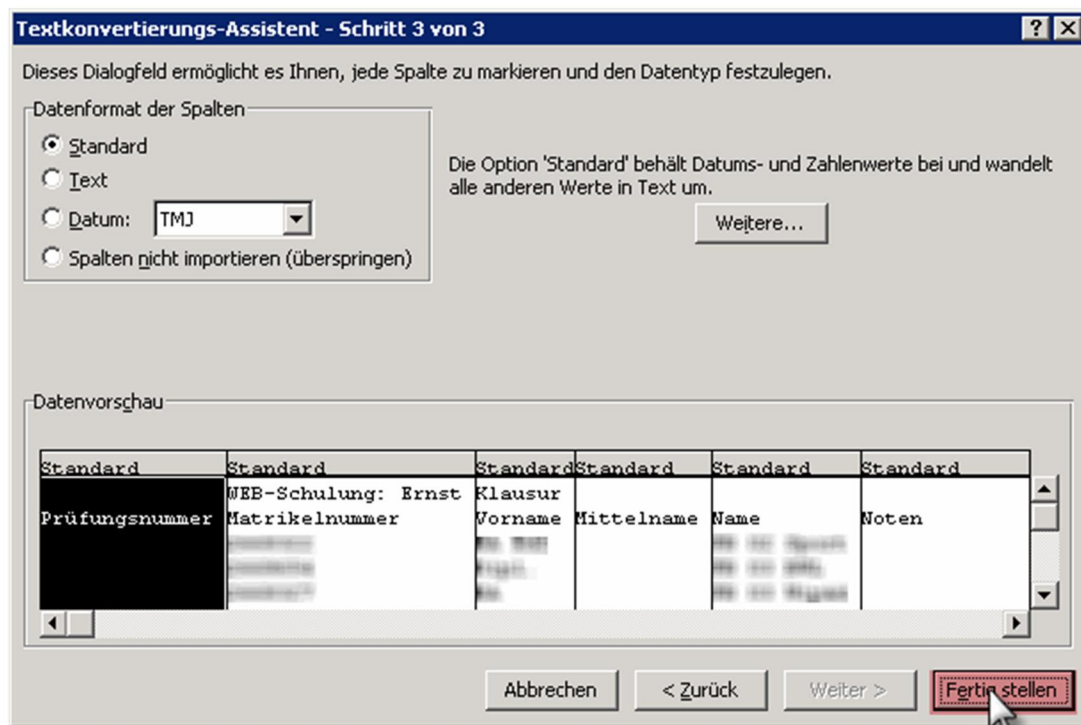 Textkonvertierungs-Assistent - Schritt 3 von 3
Dieses Dialogfeld ermöglicht es Ihnen, jede Spalte zu markieren und den Datentyp festzulegen.
Datenformat der Spalten
Standard
Text
Datum: TMJ
Spalten nicht importieren (überspringen)
Die Option 'Standard' behält Datums- und Zahlenwerte bei und wandelt
alle anderen Werte in Text um.
Weitere...
Datenvorschau
Standard Standard Standard Standard Standard Standard
WEB-Schulung: Ernst Klausur
Prüfungsnummer Matrikelnummer Vorname Mittelname Name Noten
Abbrechen < Zurück Weiter > Fertig stellen